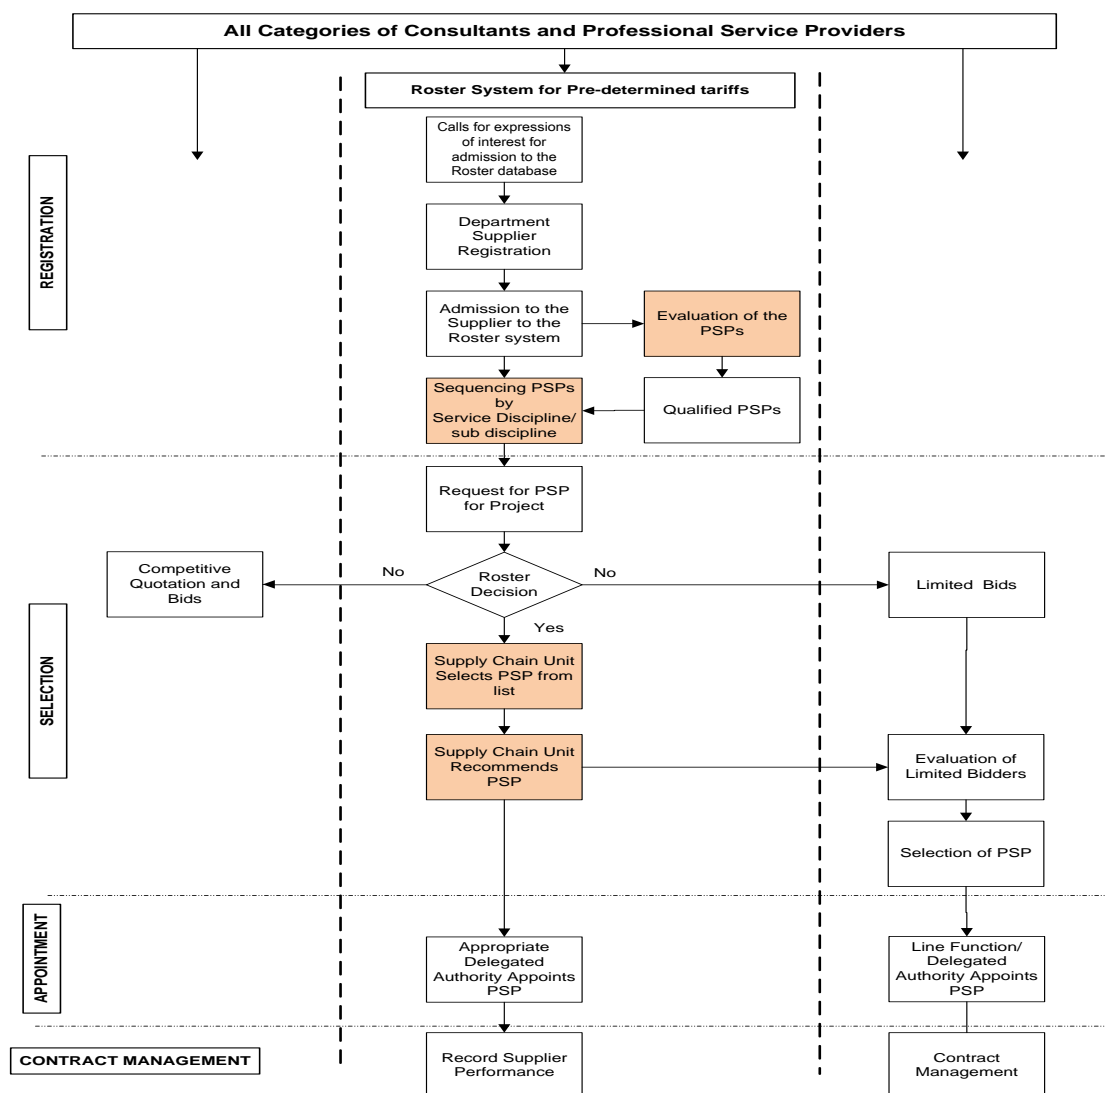 All Categories of Consultants and Professional Service Providers
Roster System for Pre-determined tariffs
Calls for expressions
of interest for
admission to the
Roster database
REGISTRATION
Department
Supplier
Registration
Admission to the
Supplier to the
Roster system
Evaluation of the
PSPs
Sequencing PSPs
by
Service Discipline/
sub discipline
Qualified PSPs
Request for PSP
for Project
Competitive
Quotation and
Bids
No
Roster
Decision
No
Limited Bids
Yes
SELECTION
Supply Chain Unit
Selects PSP from
list
Supply Chain Unit
Recommends
PSP
Evaluation of
Limited Bidders
Selection of PSP
APPOINTMENT
Appropriate
Delegated
Authority Appoints
PSP
Line Function/
Delegated
Authority Appoints
PSP
CONTRACT MANAGEMENT
Record Supplier
Performance
Contract
Management